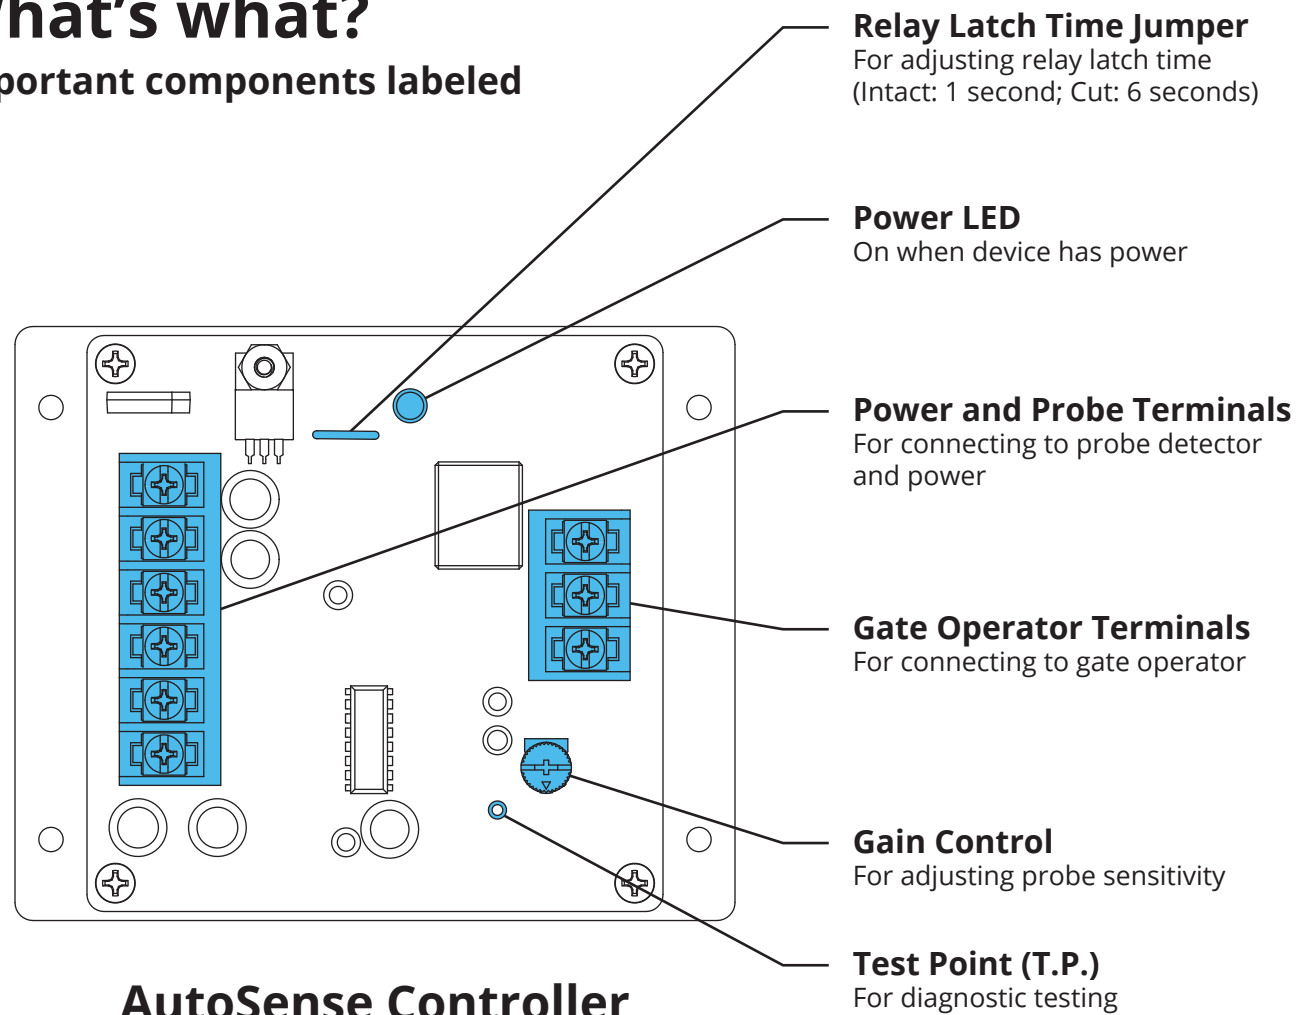 hat's what?
portant components labeled
Relay Latch Time Jumper
For adjusting relay latch time
(Intact: 1 second; Cut: 6 seconds)
Power LED
On when device has power
Power and Probe Terminals
For connecting to probe detector
and power
Gate Operator Terminals
For connecting to gate operator
Gain Control
For adjusting probe sensitivity
Test Point (T.P.)
For diagnostic testing
AutoSense Controller